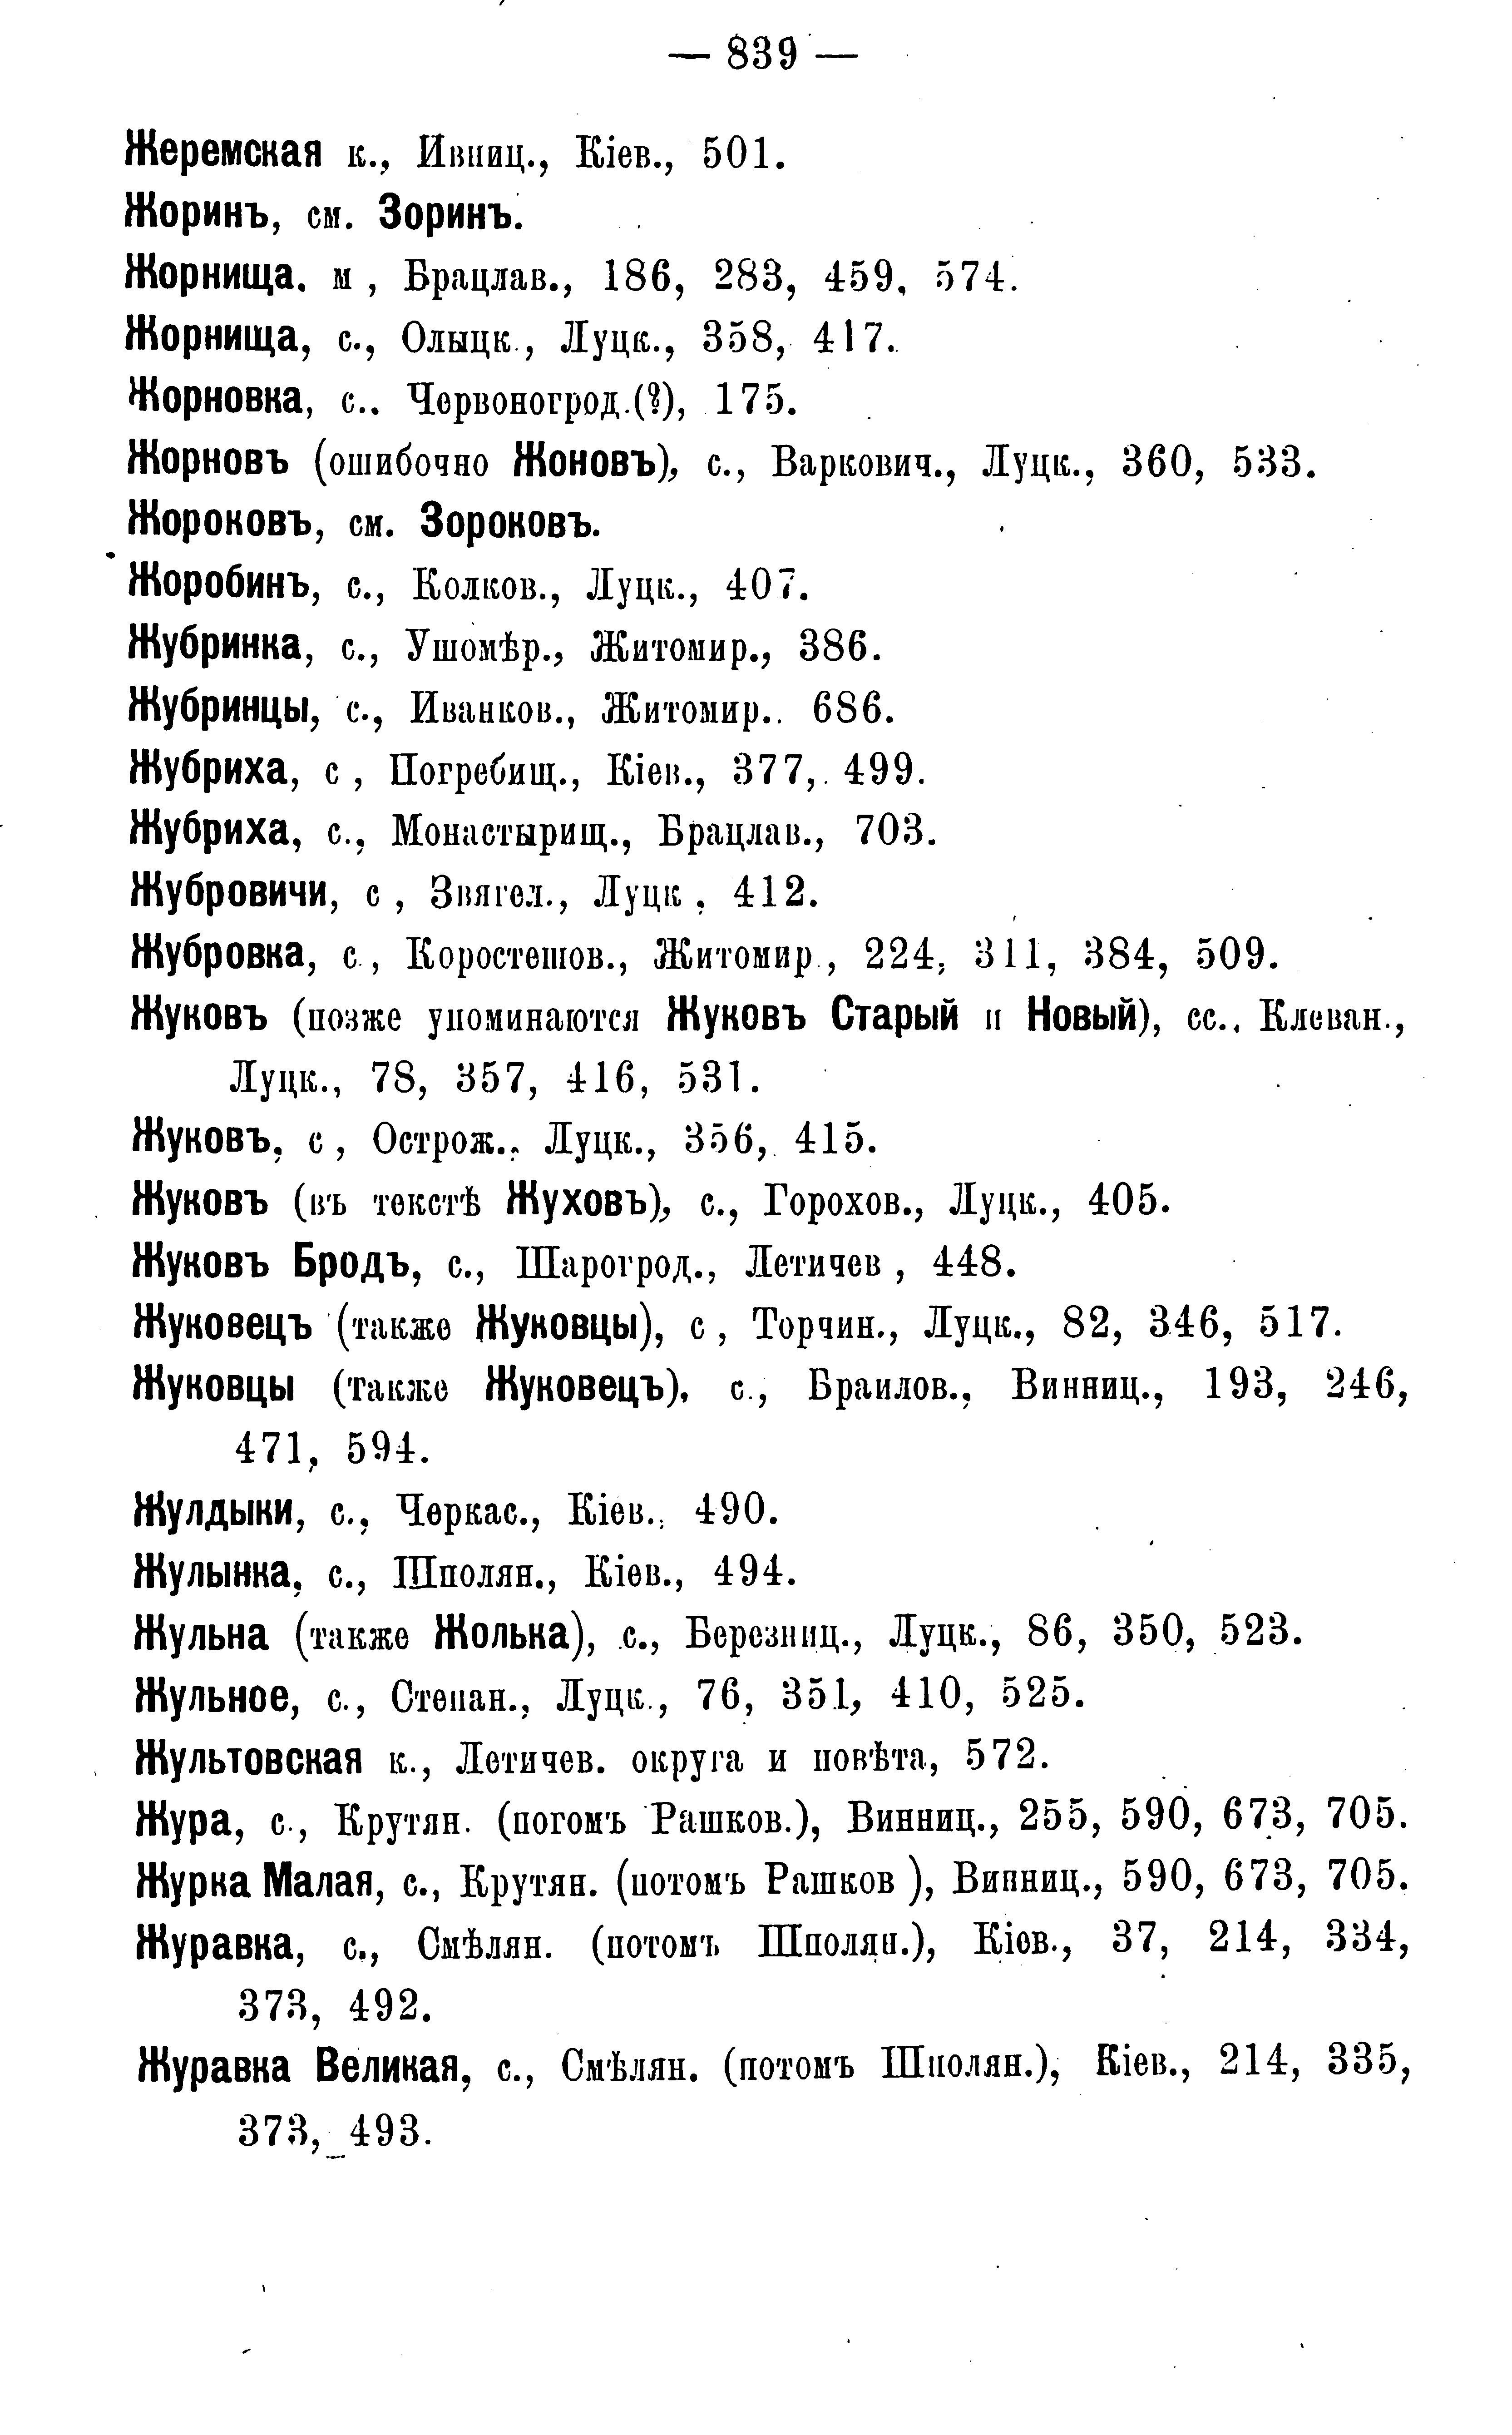 — 839 —
Жеремская к., Ивниц., Кіев., 501.
Жоринъ, см. Зоринъ.
Жорнища. м , Брацлав., 186, 283, 459, 574.
Жорнища, с., Олыцк., Луцк., 358, 417.
Жорновка, с.. Червоногрод.(?), 175.
Жорновъ (ошибочно Жоновъ), с., Варкович., Луцк., 360, 533.
Жороковъ, см. Зороковъ.
Жоробинъ, с., Колков., Луцк., 407.
Жубринка, с., Ушомѣр., Житомир., 386.
Жубринцы, с., Иванков., Житомир.. 686.
Жубриха, с , Погребищ., Кіев., 377, 499.
Жубриха, с., Монастырищ., Брацлав., 703.
Жубровичи, с , Звягел., Луцк , 412.
Жубровка, с., Коростешов., Житомир., 224, 311, 384, 509.
Жуковъ (позже упоминаются Жуковъ Старый и Новый), сс., Клеван.,
Луцк., 78, 357, 416, 531.
Жуковъ, с , Острож., Луцк., 356, 415.
Жуковъ (въ текстѣ Жуховъ), с., Горохов., Луцк., 405.
Жуковъ Бродъ, с., Шарогрод., Летичев , 448.
Жуковецъ (также Жуковцы), с , Торчин., Луцк., 82, 346, 517.
Жуковцы (также Жуковецъ), с., Браилов., Винниц., 193, 246,
471, 594.
Жулдыки, с., Черкас., Кіев., 490.
Жулынка, с., Шполян., Кіев., 494.
Жульна (также Жолька), с., Березниц., Луцк., 86, 350, 523.
Жульное, с., Степан., Луцк., 76, 351, 410, 525.
Жультовская к., Летичев. округа и повѣта, 572.
Жура, с., Крутян. (погомъ Рашков.), Винниц., 255, 590, 673, 705.
Журка Малая, с., Крутян. (потомъ Рашков ), Винниц., 590, 673, 705.
Журавка, с., Смѣлян. (потомъ Шполян.), Кіев., 37, 214, 334,
373, 492.
Журавка Великая, с., Смѣлян. (потомъ Шполян.), Кіев., 214, 335,
373, 493.